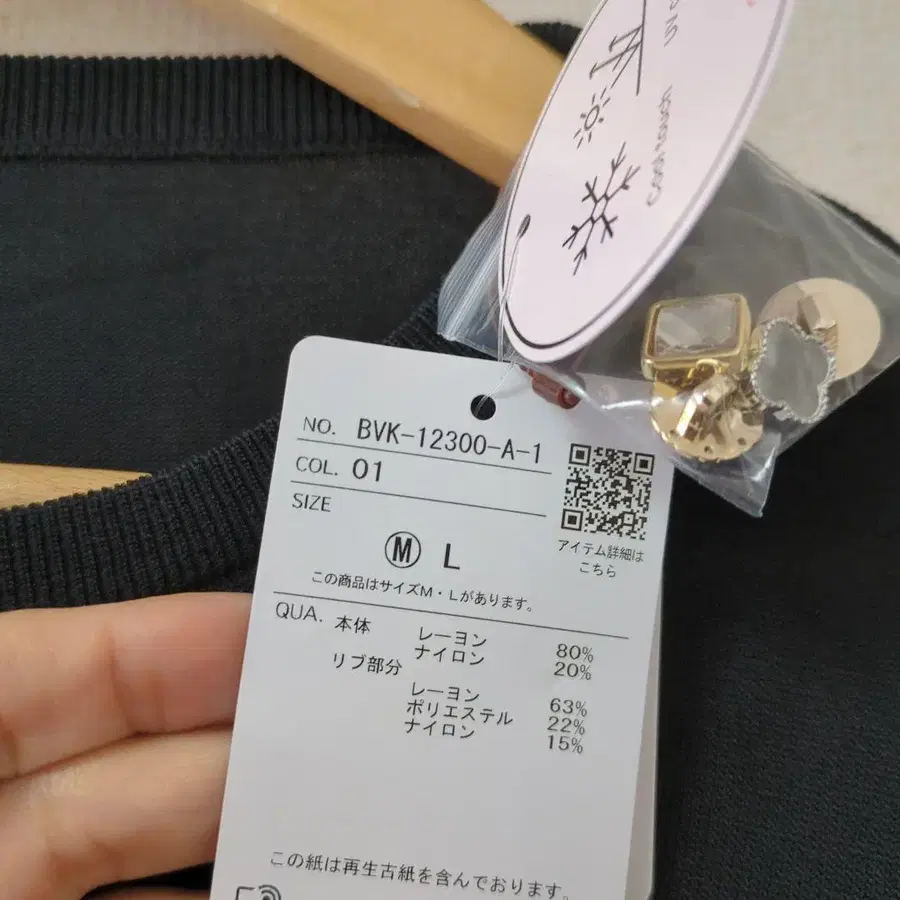 Cool touch
UV
NO. BVK-12300-A-1
COL. 01
SIZE
M L
アイテム詳細は
こちら
この商品はサイズM・Lがあります。
QUA. 本体 レーヨン 80%
ナイロン 20%
リブ部分
レーヨン 63%
ポリエステル 22%
ナイロン 15%
この紙は再生古紙を含んでおります。